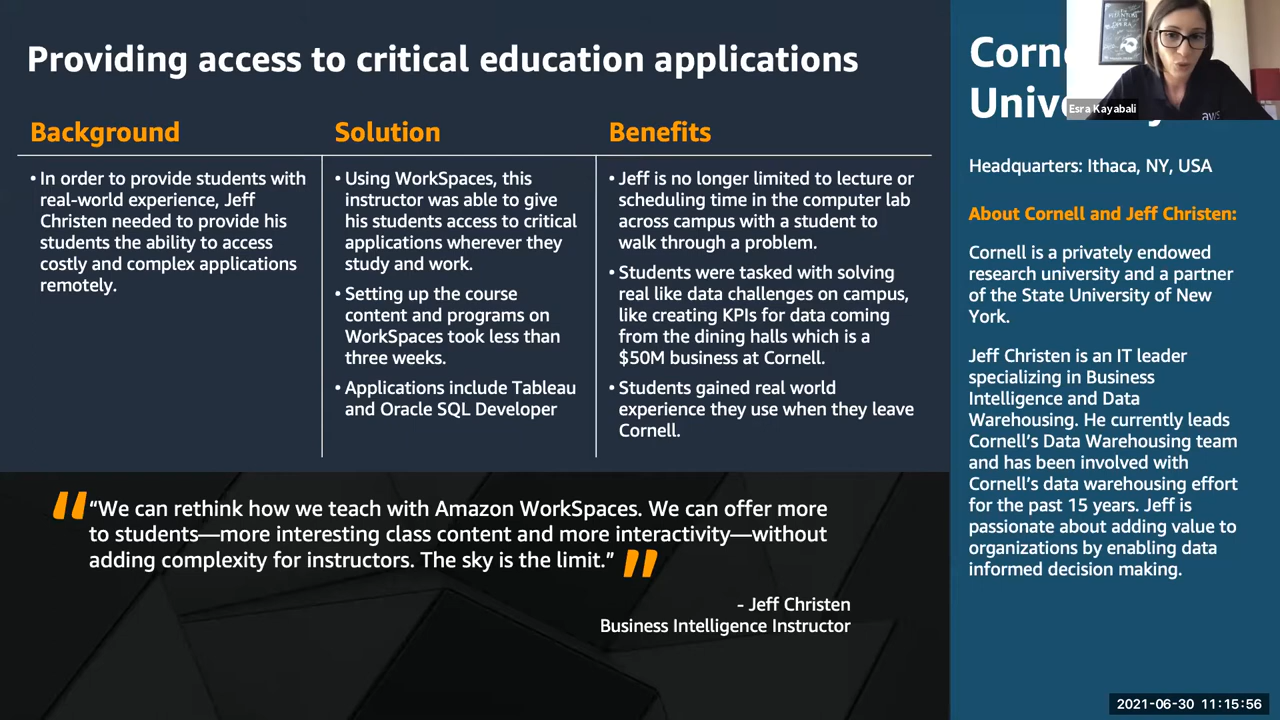 Providing access to critical education applications
Background
• In order to provide students with
real-world experience, Jeff
Christen needed to provide his
students the ability to access
costly and complex applications
remotely.
Solution
• Using WorkSpaces, this
instructor was able to give
his students access to critical
applications wherever they
study and work.
• Setting up the course
content and programs on
WorkSpaces took less than
three weeks.
• Applications include Tableau
and Oracle SQL Developer
Benefits
• Jeff is no longer limited to lecture or
scheduling time in the computer lab
across campus with a student to
walk through a problem.
• Students were tasked with solving
real like data challenges on campus,
like creating KPIs for data coming
from the dining halls which is a
$50M business at Cornell.
• Students gained real world
experience they use when they leave
Cornell.
“We can rethink how we teach with Amazon WorkSpaces. We can offer more
to students—more interesting class content and more interactivity—without
adding complexity for instructors. The sky is the limit.”
- Jeff Christen
Business Intelligence Instructor
Esra Kayabali
aws
Headquarters: Ithaca, NY, USA
About Cornell and Jeff Christen:
Cornell is a privately endowed
research university and a partner
of the State University of New
York.
Jeff Christen is an IT leader
specializing in Business
Intelligence and Data
Warehousing. He currently leads
Cornell’s Data Warehousing team
and has been involved with
Cornell’s data warehousing effort
for the past 15 years. Jeff is
passionate about adding value to
organizations by enabling data
informed decision making.
2021-06-30 11:15:56